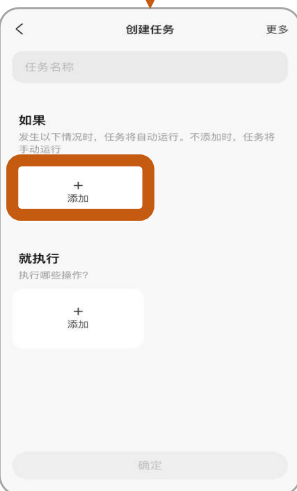 创建任务 更多
任务名称
如果
发生以下情况时，任务将自动运行。不添加时，任务将
手动运行
+
添加
就执行
执行哪些操作?
+
添加
确定